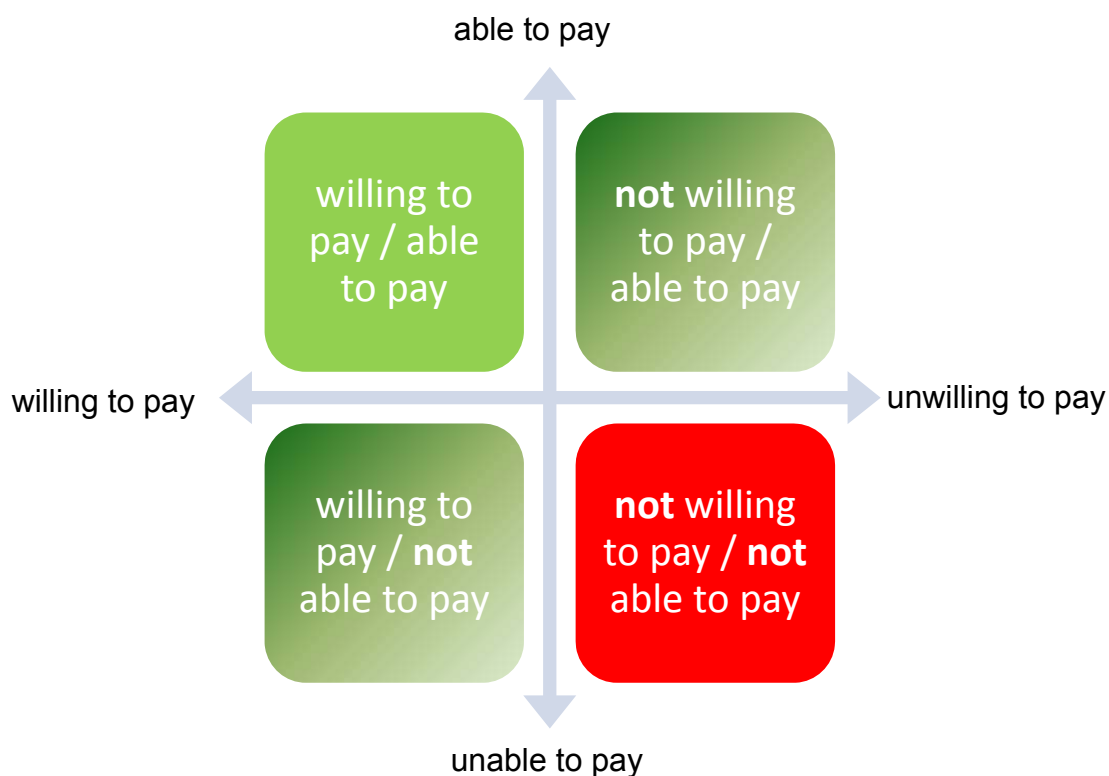 able to pay
willing to
pay / able
to pay
not willing
to pay /
able to pay
willing to pay
unwilling to pay
willing to
pay / not
able to pay
not willing
to pay / not
able to pay
unable to pay